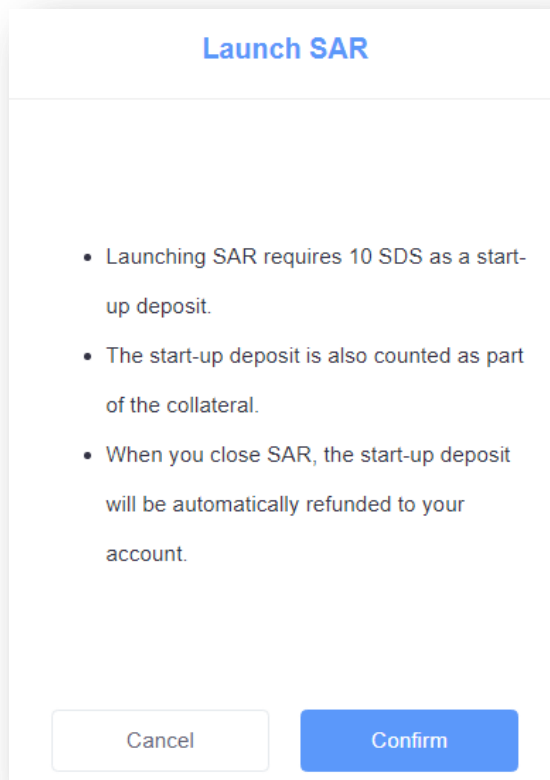 Launch SAR
• Launching SAR requires 10 SDS as a start-
up deposit.
• The start-up deposit is also counted as part
of the collateral.
• When you close SAR, the start-up deposit
will be automatically refunded to your
account.
Cancel
Confirm